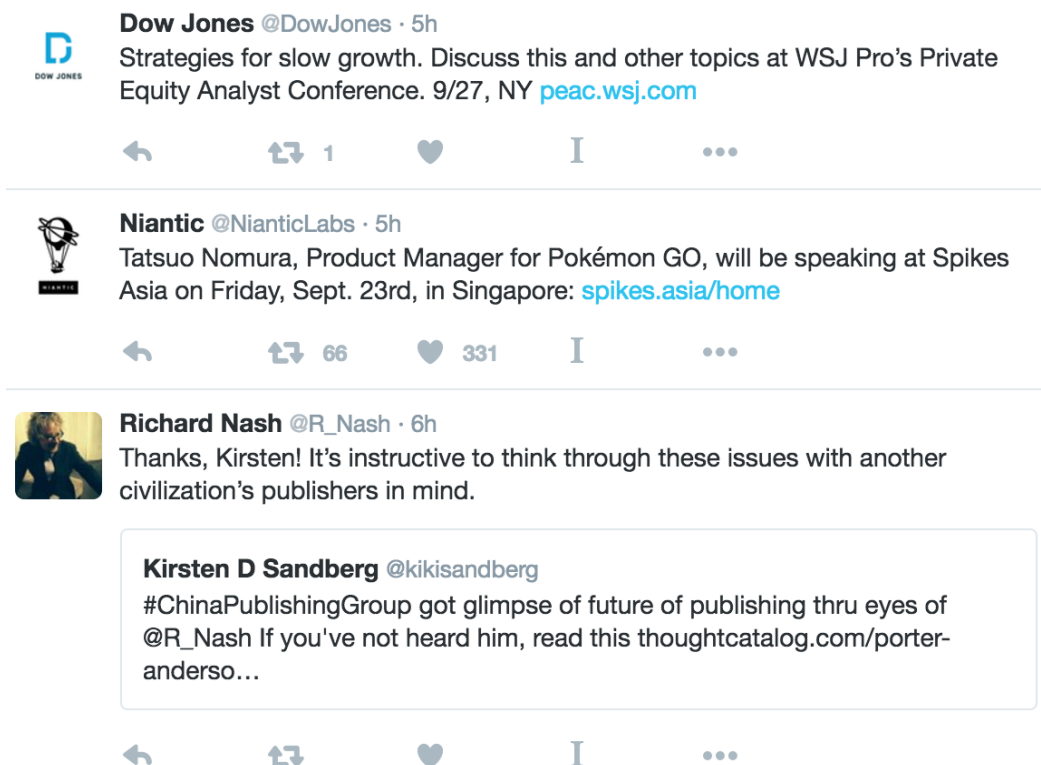 Dow Jones @DowJones · 5h
Strategies for slow growth. Discuss this and other topics at WSJ Pro’s Private
Equity Analyst Conference. 9/27, NY peac.wsj.com
DOW JONES
1
Niantic @NianticLabs · 5h
Tatsuo Nomura, Product Manager for Pokémon GO, will be speaking at Spikes
Asia on Friday, Sept. 23rd, in Singapore: spikes.asia/home
NIANTIC
66 331
Richard Nash @R_Nash · 6h
Thanks, Kirsten! It’s instructive to think through these issues with another
civilization’s publishers in mind.
Kirsten D Sandberg @kikisandberg
#ChinaPublishingGroup got glimpse of future of publishing thru eyes of
@R_Nash If you've not heard him, read this thoughtcatalog.com/porter-
anderso…